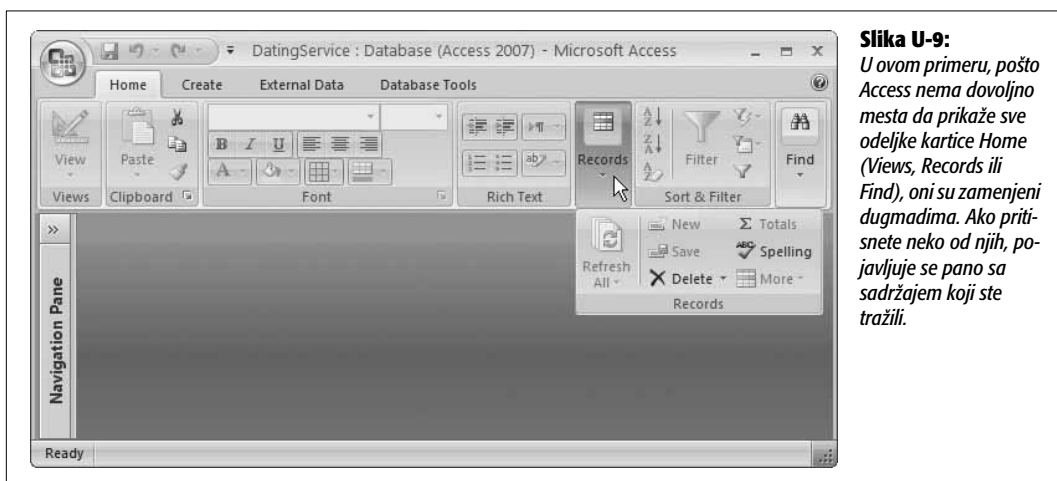 DatingService : Database (Access 2007) - Microsoft Access
Home Create External Data Database Tools
View
Paste
B I U
A
ab
Records
A Z
Z A
A Z
Filter
Find
Views Clipboard Font Rich Text Sort & Filter
»
Navigation Pane
Refresh All
New
Save
Delete
Σ Totals
ABC Spelling
More
Records
Ready
Slika U-9:
U ovom primeru, pošto
Access nema dovoljno
mesta da prikaže sve
odeljke kartice Home
(Views, Records ili
Find), oni su zamenjeni
dugmadima. Ako priti-
snete neko od njih, po-
javljuje se pano sa
sadržajem koji ste
tražili.